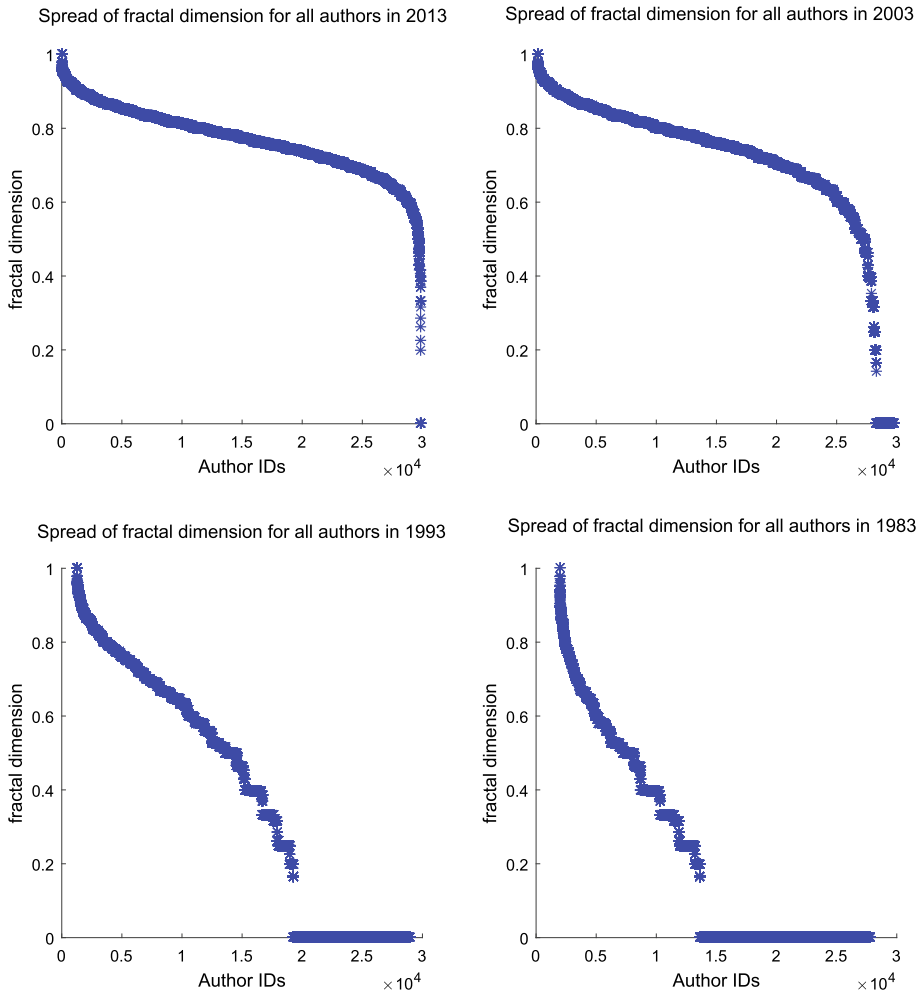 Spread of fractal dimension for all authors in 2013
1
0.8
0.6
0.4
0.2
0
fractal dimension
0 0.5 1 1.5 2 2.5 3
Author IDs
×10^4
Spread of fractal dimension for all authors in 2003
1
0.8
0.6
0.4
0.2
0
fractal dimension
0 0.5 1 1.5 2 2.5 3
Author IDs
×10^4
Spread of fractal dimension for all authors in 1993
1
0.8
0.6
0.4
0.2
0
fractal dimension
0 0.5 1 1.5 2 2.5 3
Author IDs
×10^4
Spread of fractal dimension for all authors in 1983
1
0.8
0.6
0.4
0.2
0
fractal dimension
0 0.5 1 1.5 2 2.5 3
Author IDs
×10^4